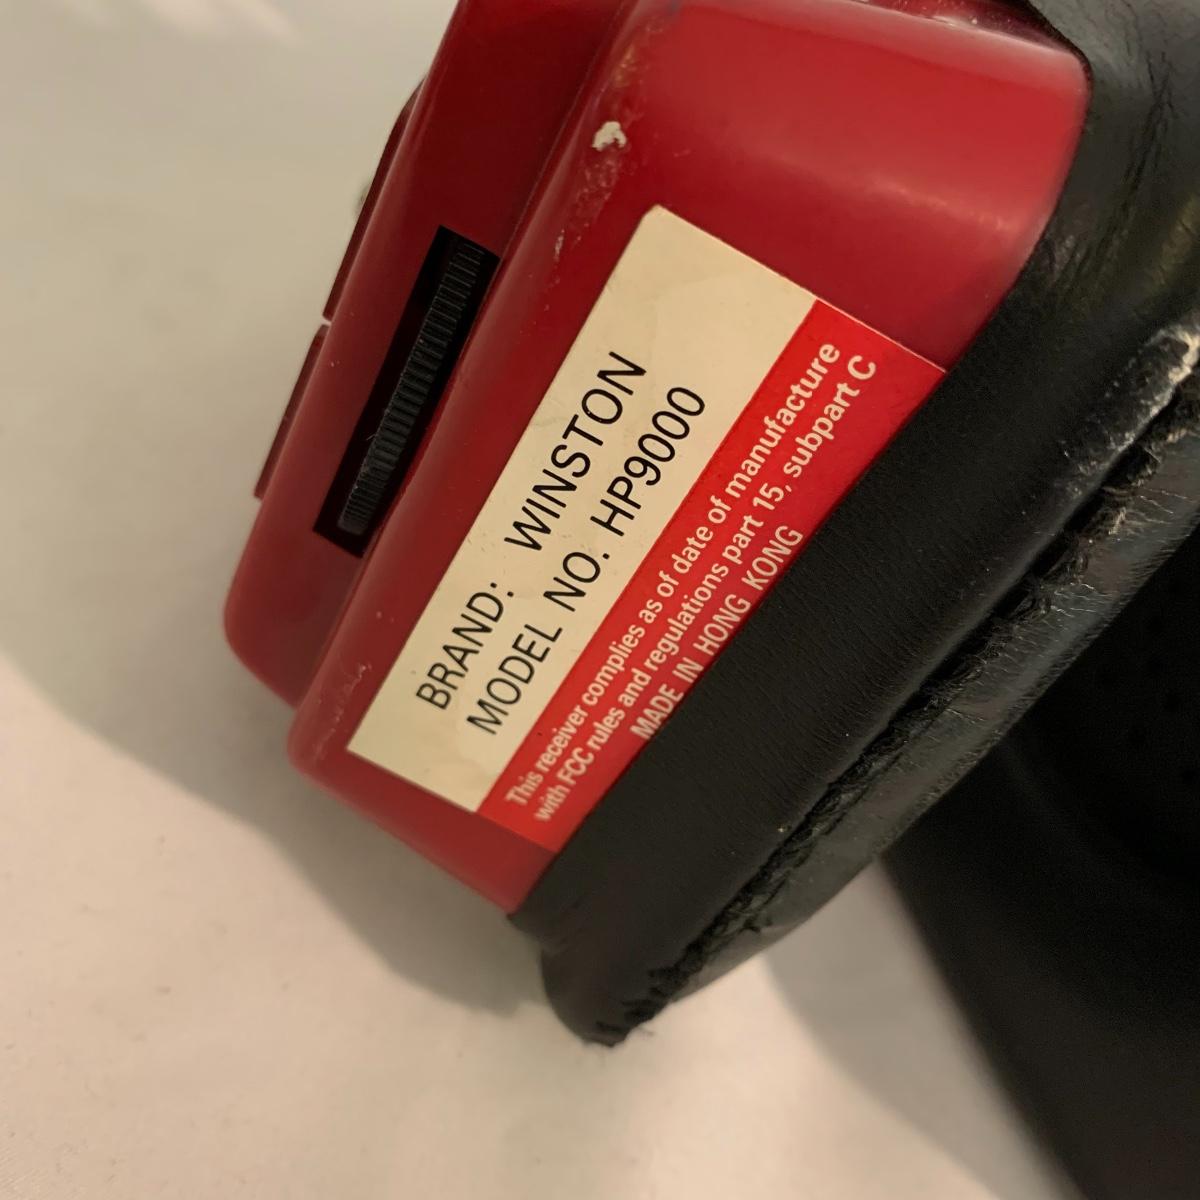 BRAND: WINSTON
MODEL NO. HP9000
This receiver complies as of date of manufacture
with FCC rules and regulations part 15, subpart C
MADE IN HONG KONG